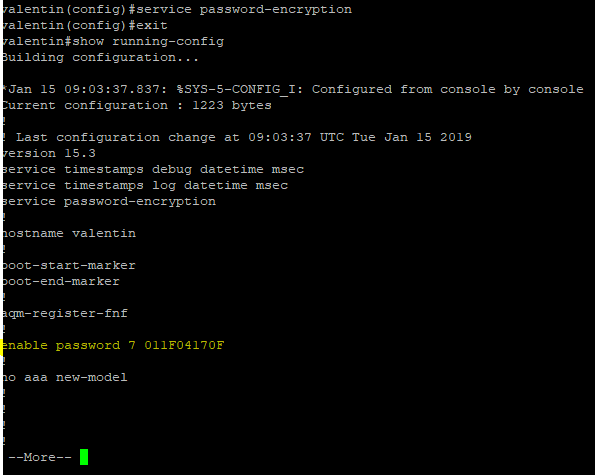 valentin(config)#service password-encryption
valentin(config)#exit
valentin#show running-config
Building configuration...
*Jan 15 09:03:37.837: %SYS-5-CONFIG_I: Configured from console by console
Current configuration : 1223 bytes
!
! Last configuration change at 09:03:37 UTC Tue Jan 15 2019
version 15.3
service timestamps debug datetime msec
service timestamps log datetime msec
service password-encryption
!
hostname valentin
!
boot-start-marker
boot-end-marker
!
aqm-register-fnf
!
enable password 7 011F04170F
!
no aaa new-model
!
!
!
!
--More--